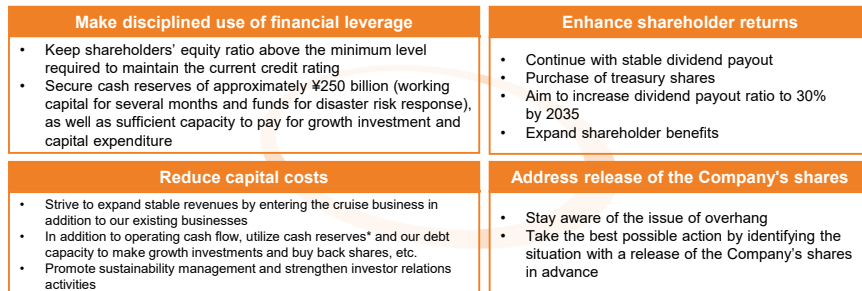 Make disciplined use of financial leverage
• Keep shareholders' equity ratio above the minimum level
required to maintain the current credit rating
• Secure cash reserves of approximately ¥250 billion (working
capital for several months and funds for disaster risk response),
as well as sufficient capacity to pay for growth investment and
capital expenditure
Enhance shareholder returns
• Continue with stable dividend payout
• Purchase of treasury shares
• Aim to increase dividend payout ratio to 30%
by 2035
• Expand shareholder benefits
Reduce capital costs
• Strive to expand stable revenues by entering the cruise business in
addition to our existing businesses
• In addition to operating cash flow, utilize cash reserves* and our debt
capacity to make growth investments and buy back shares, etc.
• Promote sustainability management and strengthen investor relations
activities
Address release of the Company's shares
• Stay aware of the issue of overhang
• Take the best possible action by identifying the
situation with a release of the Company's shares
in advance